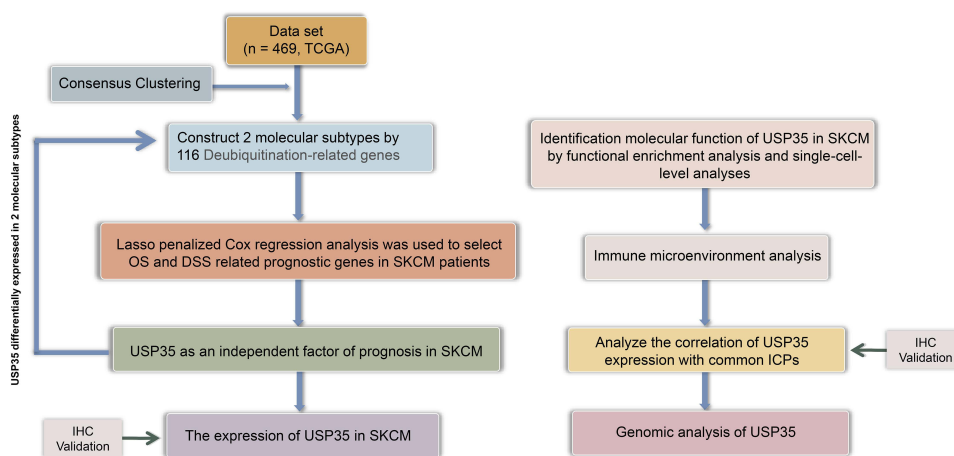 Data set
(n = 469, TCGA)
Consensus Clustering
Construct 2 molecular subtypes by
116 Deubiquitination-related genes
USP35 differentially expressed in 2 molecular subtypes
Lasso penalized Cox regression analysis was used to select
OS and DSS related prognostic genes in SKCM patients
USP35 as an independent factor of prognosis in SKCM
IHC
Validation
The expression of USP35 in SKCM
Identification molecular function of USP35 in SKCM
by functional enrichment analysis and single-cell-
level analyses
Immune microenvironment analysis
Analyze the correlation of USP35
expression with common ICPs
IHC
Validation
Genomic analysis of USP35